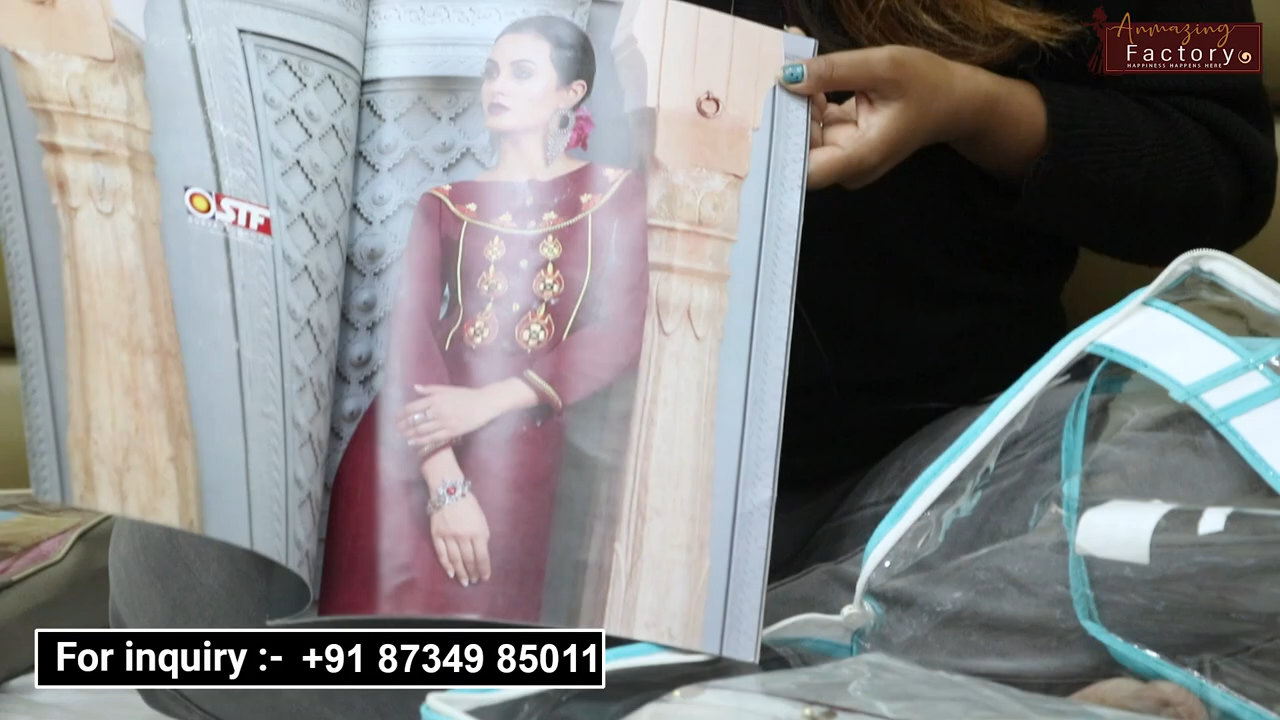 Anmazing
Factory
HAPPINESS HAPPENS HERE
STF
For inquiry :- +91 87349 85011